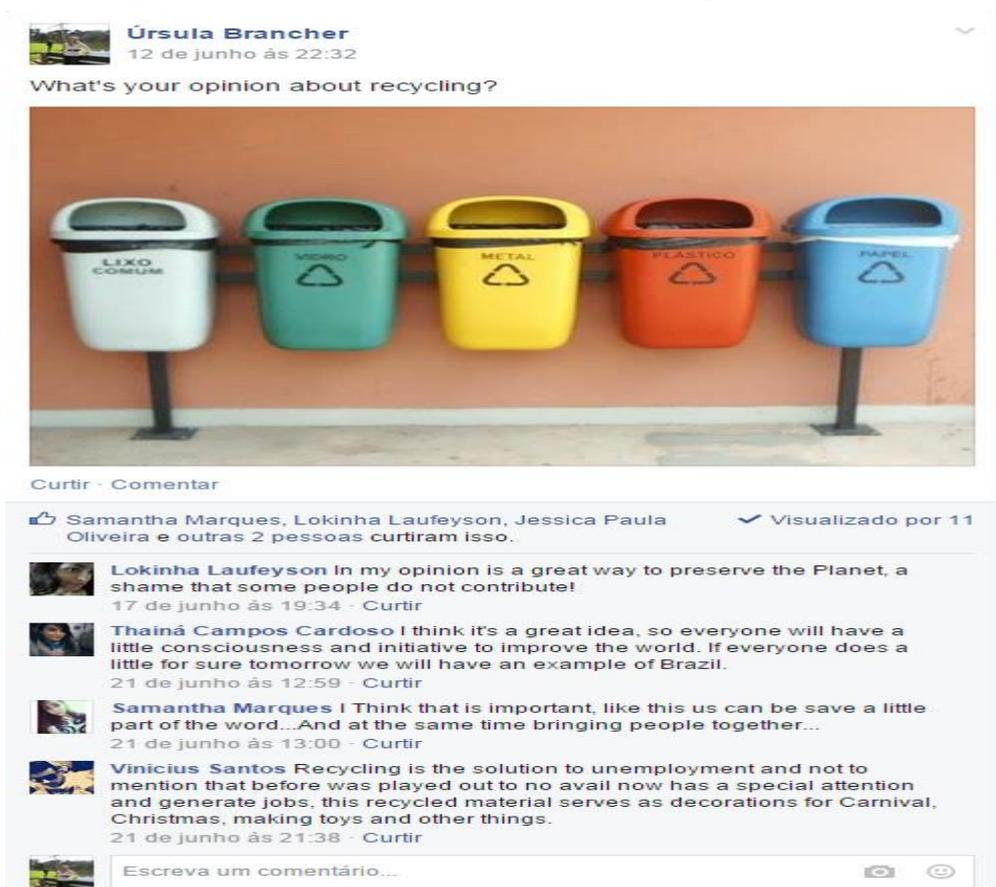 Úrsula Brancher
12 de junho às 22:32
What's your opinion about recycling?
LIXO
COMUM
VIDRO
METAL
PLÁSTICO
PAPEL
Curtir · Comentar
Samantha Marques, Lokinha Laufeyson, Jessica Paula
Oliveira e outras 2 pessoas curtiram isso.
Visualizado por 11
Lokinha Laufeyson In my opinion is a great way to preserve the Planet, a
shame that some people do not contribute!
17 de junho às 19:34 · Curtir
Thainá Campos Cardoso I think it's a great idea, so everyone will have a
little consciousness and initiative to improve the world. If everyone does a
little for sure tomorrow we will have an example of Brazil.
21 de junho às 12:59 · Curtir
Samantha Marques I Think that is important, like this us can be save a little
part of the word...And at the same time bringing people together...
21 de junho às 13:00 · Curtir
Vinicius Santos Recycling is the solution to unemployment and not to
mention that before was played out to no avail now has a special attention
and generate jobs, this recycled material serves as decorations for Carnival,
Christmas, making toys and other things.
21 de junho às 21:38 · Curtir
Escreva um comentário...